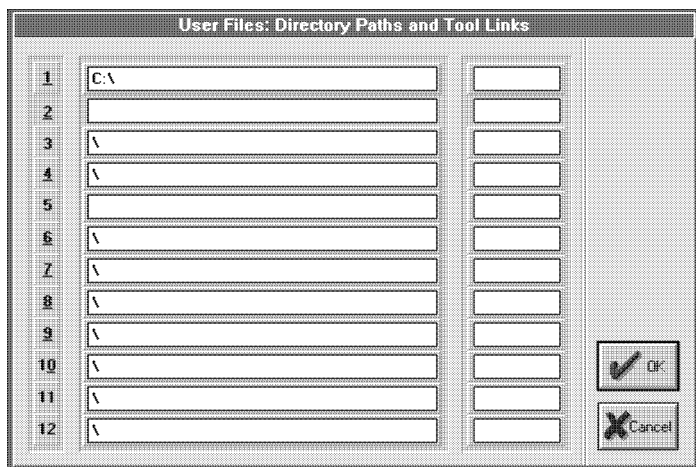 User Files: Directory Paths and Tool Links
1 C:\
2
3 \
4 \
5
6 \
7 \
8 \
9 \
10 \
11 \
12 \
OK
Cancel